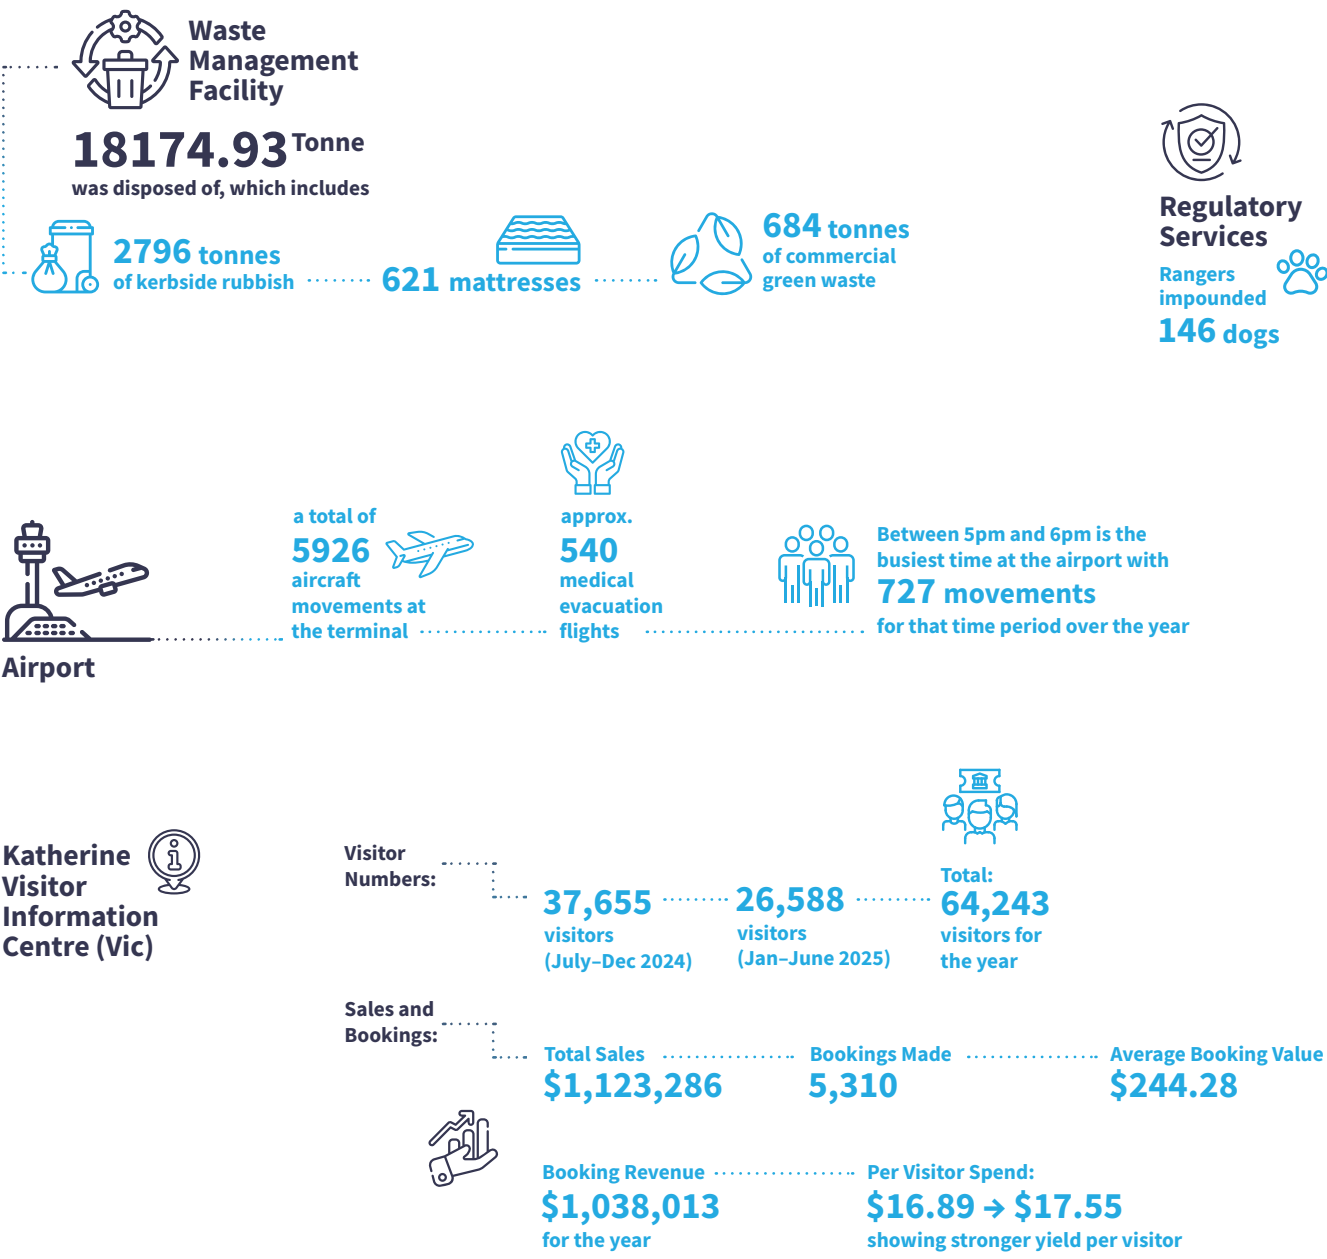 Waste
Management
Facility
18174.93 Tonne
was disposed of, which includes
2796 tonnes
of kerbside rubbish
621 mattresses
684 tonnes
of commercial
green waste
Regulatory
Services
Rangers
impounded
146 dogs
Airport
a total of
5926
aircraft
movements at
the terminal
approx.
540
medical
evacuation
flights
Between 5pm and 6pm is the
busiest time at the airport with
727 movements
for that time period over the year
Katherine
Visitor
Information
Centre (Vic)
Visitor
Numbers:
37,655
visitors
(July–Dec 2024)
26,588
visitors
(Jan–June 2025)
Total:
64,243
visitors for
the year
Sales and
Bookings:
Total Sales
$1,123,286
Bookings Made
5,310
Average Booking Value
$244.28
Booking Revenue
$1,038,013
for the year
Per Visitor Spend:
$16.89 → $17.55
showing stronger yield per visitor